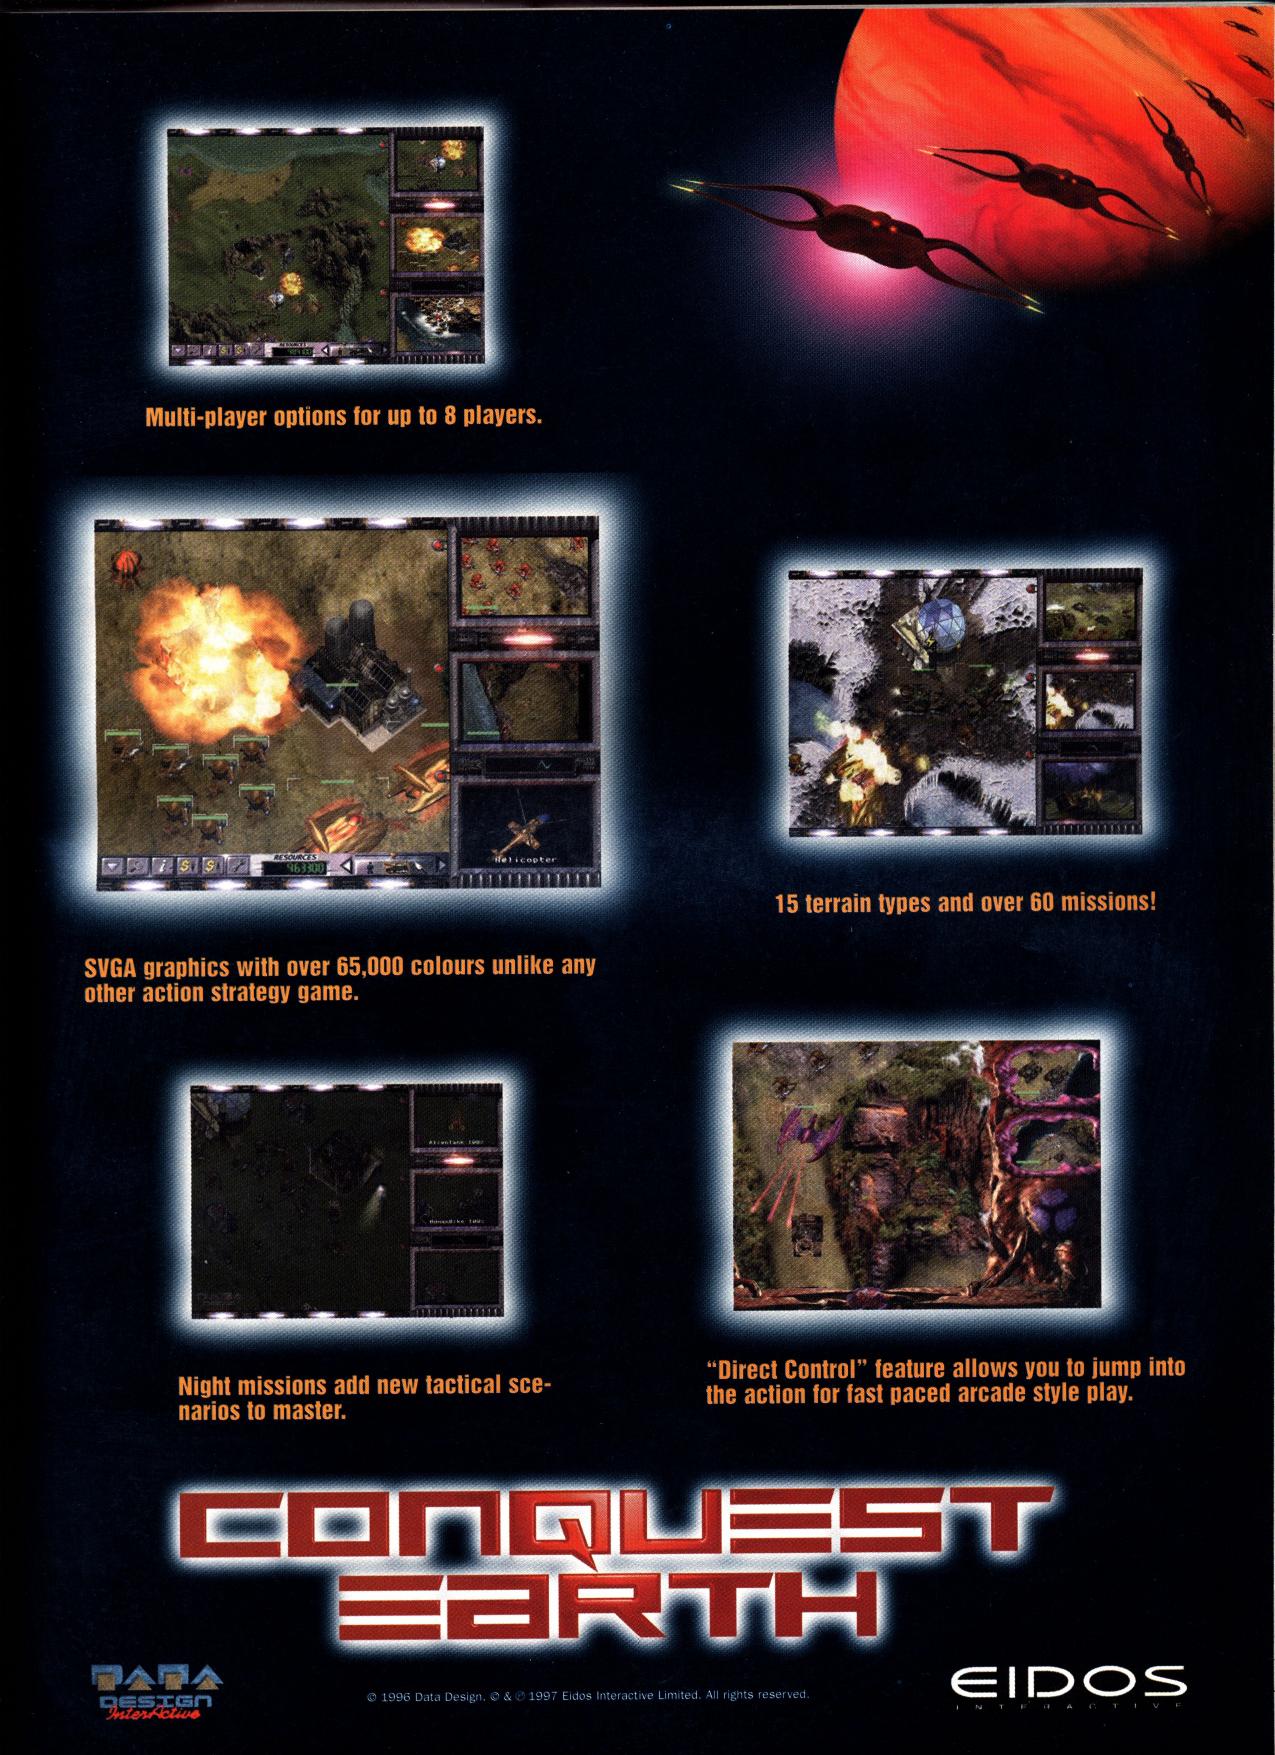 RESOURCES
Multi-player options for up to 8 players.
RESOURCES
963300
Helicopter
15 terrain types and over 60 missions!
SVGA graphics with over 65,000 colours unlike any
other action strategy game.
Night missions add new tactical sce-
narios to master.
"Direct Control" feature allows you to jump into
the action for fast paced arcade style play.
CONQUEST
EARTH
DATA
DESIGN
InterActive
© 1996 Data Design. © & ℗ 1997 Eidos Interactive Limited. All rights reserved.
EIDOS
INTERACTIVE